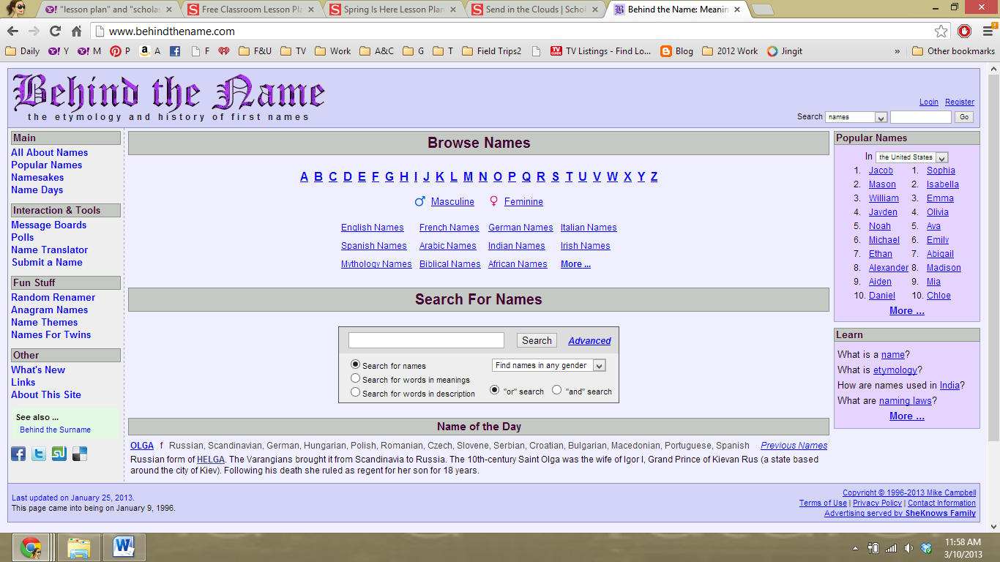 "lesson plan" and "scholas
Free Classroom Lesson Pla
Spring Is Here Lesson Plan
Send in the Clouds | Schol
Behind the Name: Meanin
www.behindthename.com
Daily Y! Y Y! M P A F F&U TV Work A&C G T Field Trips2 TV Listings - Find Lo... Blog 2012 Work Jingit » Other bookmarks
Behind the Name
the etymology and history of first names
Login Register
Search names Go
Main
All About Names
Popular Names
Namesakes
Name Days
Interaction & Tools
Message Boards
Polls
Name Translator
Submit a Name
Fun Stuff
Random Renamer
Anagram Names
Name Themes
Names For Twins
Other
What's New
Links
About This Site
See also ...
Behind the Surname
Browse Names
A B C D E F G H I J K L M N O P Q R S T U V W X Y Z
Masculine Feminine
English Names French Names German Names Italian Names
Spanish Names Arabic Names Indian Names Irish Names
Mythology Names Biblical Names African Names More ...
Search For Names
Search Advanced
Search for names Find names in any gender
Search for words in meanings
Search for words in description "or" search "and" search
Name of the Day
OLGA f Russian, Scandinavian, German, Hungarian, Polish, Romanian, Czech, Slovene, Serbian, Croatian, Bulgarian, Macedonian, Portuguese, Spanish Previous Names
Russian form of HELGA. The Varangians brought it from Scandinavia to Russia. The 10th-century Saint Olga was the wife of Igor I, Grand Prince of Kievan Rus (a state based
around the city of Kiev). Following his death she ruled as regent for her son for 18 years.
Popular Names
In the United States
1. Jacob 1. Sophia
2. Mason 2. Isabella
3. William 3. Emma
4. Jayden 4. Olivia
5. Noah 5. Ava
6. Michael 6. Emily
7. Ethan 7. Abigail
8. Alexander 8. Madison
9. Aiden 9. Mia
10. Daniel 10. Chloe
More ...
Learn
What is a name?
What is etymology?
How are names used in India?
What are naming laws?
More ...
Last updated on January 25, 2013.
This page came into being on January 9, 1996.
Copyright © 1996-2013 Mike Campbell
Terms of Use | Privacy Policy | Contact Information
Advertising served by SheKnows Family
11:58 AM
3/10/2013